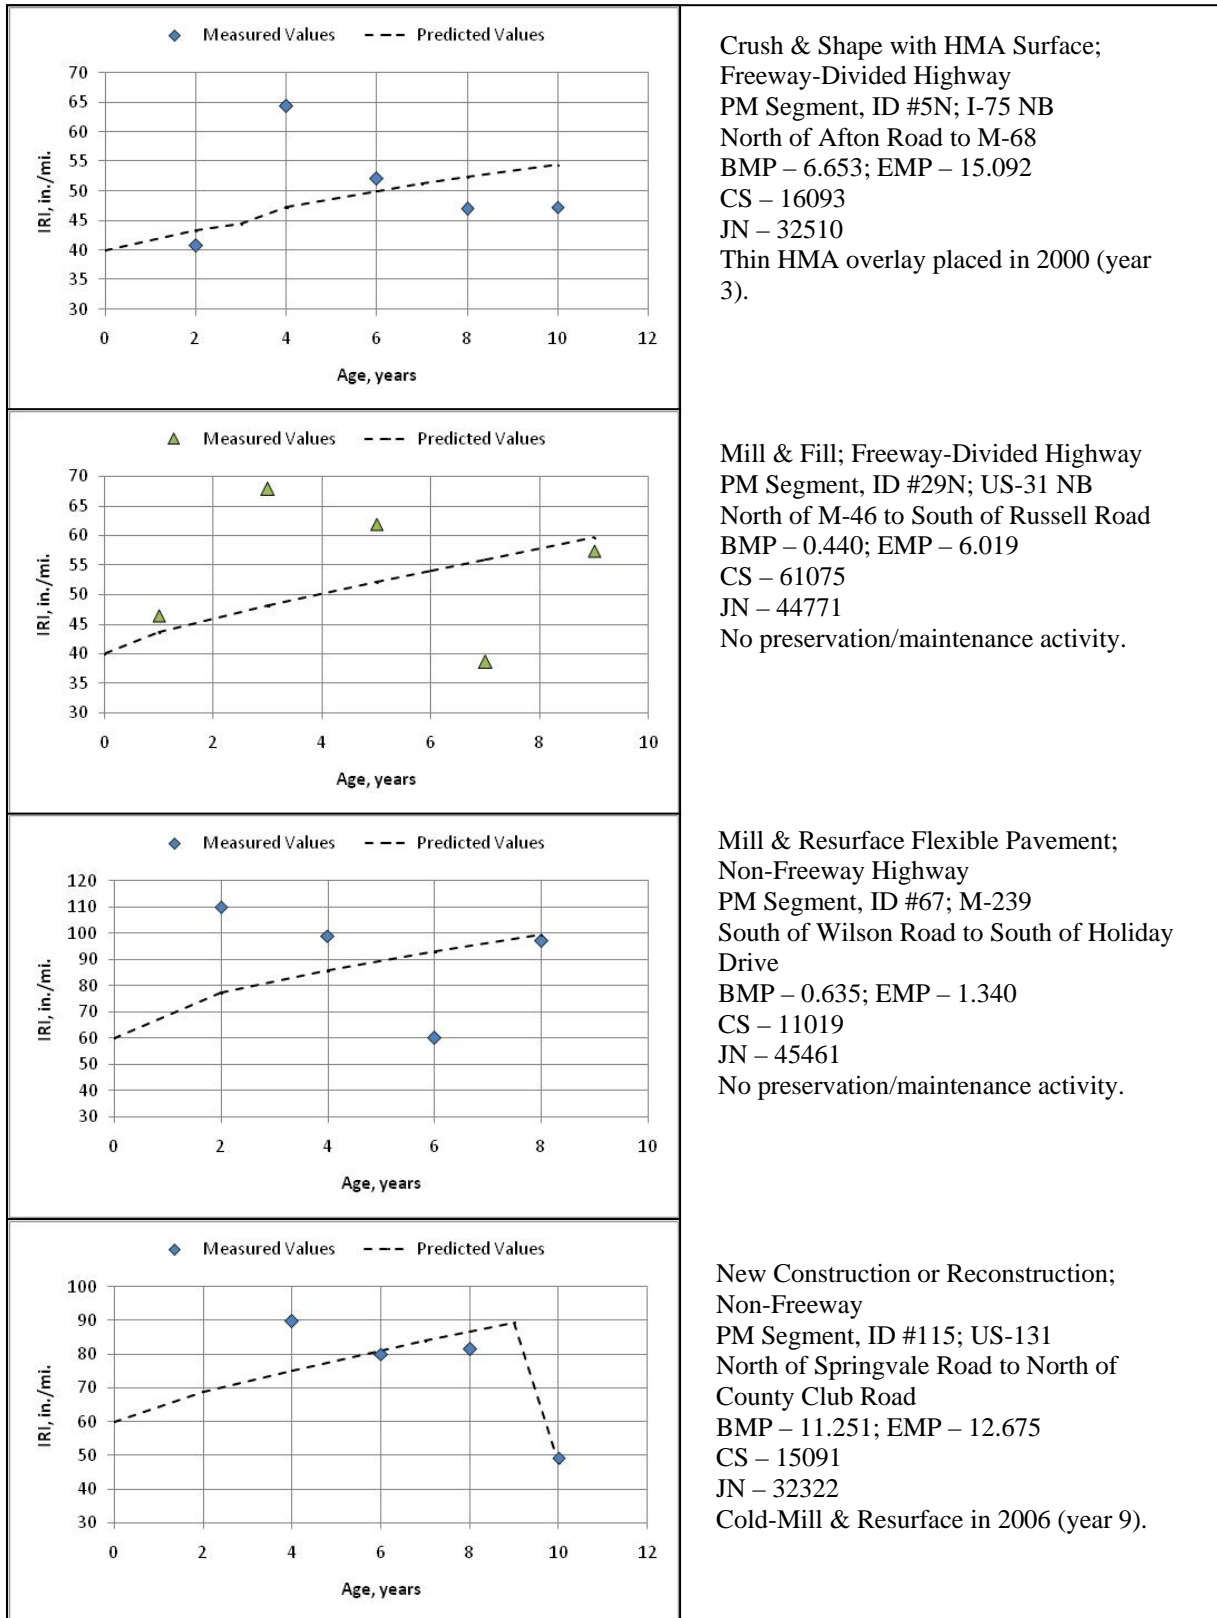 Measured Values Predicted Values
70
65
60
55
50
45
40
35
30
IRI, in./mi.
0 2 4 6 8 10 12
Age, years
Crush & Shape with HMA Surface;
Freeway-Divided Highway
PM Segment, ID #5N; I-75 NB
North of Afton Road to M-68
BMP – 6.653; EMP – 15.092
CS – 16093
JN – 32510
Thin HMA overlay placed in 2000 (year
3).
Measured Values Predicted Values
70
65
60
55
50
45
40
35
30
IRI, in./mi.
0 2 4 6 8 10
Age, years
Mill & Fill; Freeway-Divided Highway
PM Segment, ID #29N; US-31 NB
North of M-46 to South of Russell Road
BMP – 0.440; EMP – 6.019
CS – 61075
JN – 44771
No preservation/maintenance activity.
Measured Values Predicted Values
120
110
100
90
80
70
60
50
40
30
IRI, in./mi.
0 2 4 6 8 10
Age, years
Mill & Resurface Flexible Pavement;
Non-Freeway Highway
PM Segment, ID #67; M-239
South of Wilson Road to South of Holiday
Drive
BMP – 0.635; EMP – 1.340
CS – 11019
JN – 45461
No preservation/maintenance activity.
Measured Values Predicted Values
100
90
80
70
60
50
40
30
IRI, in./mi.
0 2 4 6 8 10 12
Age, years
New Construction or Reconstruction;
Non-Freeway
PM Segment, ID #115; US-131
North of Springvale Road to North of
County Club Road
BMP – 11.251; EMP – 12.675
CS – 15091
JN – 32322
Cold-Mill & Resurface in 2006 (year 9).